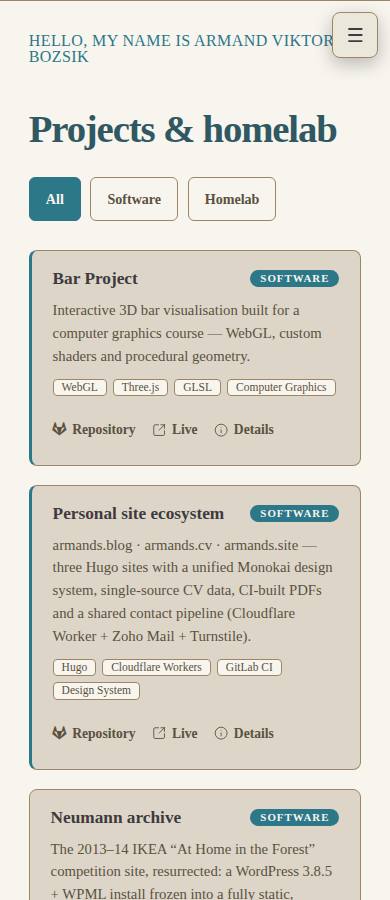 HELLO, MY NAME IS ARMAND VIKTOR
BOZSIK
☰
Projects & homelab
All
Software
Homelab
Bar Project
SOFTWARE
Interactive 3D bar visualisation built for a
computer graphics course — WebGL, custom
shaders and procedural geometry.
WebGL Three.js GLSL Computer Graphics
Repository Live Details
Personal site ecosystem
SOFTWARE
armands.blog · armands.cv · armands.site —
three Hugo sites with a unified Monokai design
system, single-source CV data, CI-built PDFs
and a shared contact pipeline (Cloudflare
Worker + Zoho Mail + Turnstile).
Hugo Cloudflare Workers GitLab CI
Design System
Repository Live Details
Neumann archive
SOFTWARE
The 2013–14 IKEA “At Home in the Forest”
competition site, resurrected: a WordPress 3.8.5
+ WPML install frozen into a fully static,